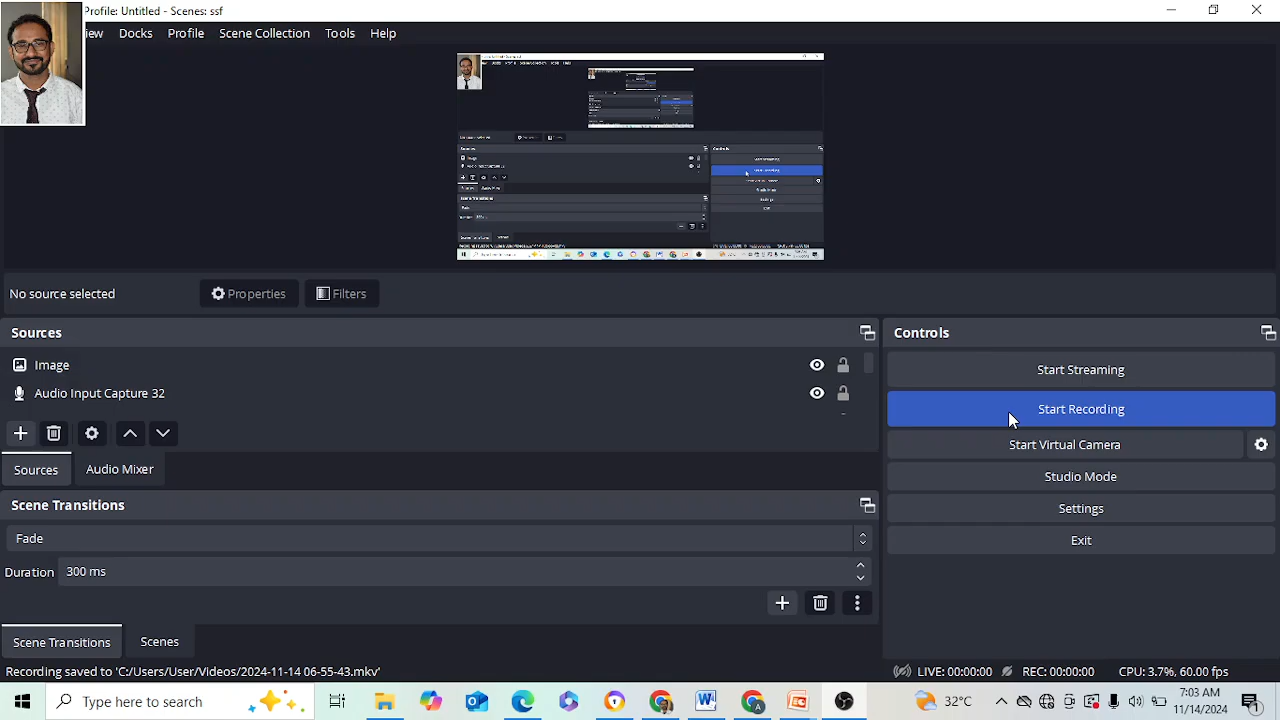 Profile: Untitled - Scenes: ssf
Docks Profile Scene Collection Tools Help
No source selected
Properties
Filters
Sources
Image
Audio Input Capture 32
Sources
Audio Mixer
Scene Transitions
Fade
Duration
300 ms
Scene Transitions
Scenes
Controls
Start Streaming
Start Recording
Start Virtual Camera
Studio Mode
Settings
Exit
Recording saved to 'C:/Users/User/Videos/2024-11-14 06-55-43.mkv'
LIVE: 00:00:00
REC: 00:00:00
CPU: 3.7%, 60.00 fps
Type here to search
32°C
7:03 AM
11/14/2024